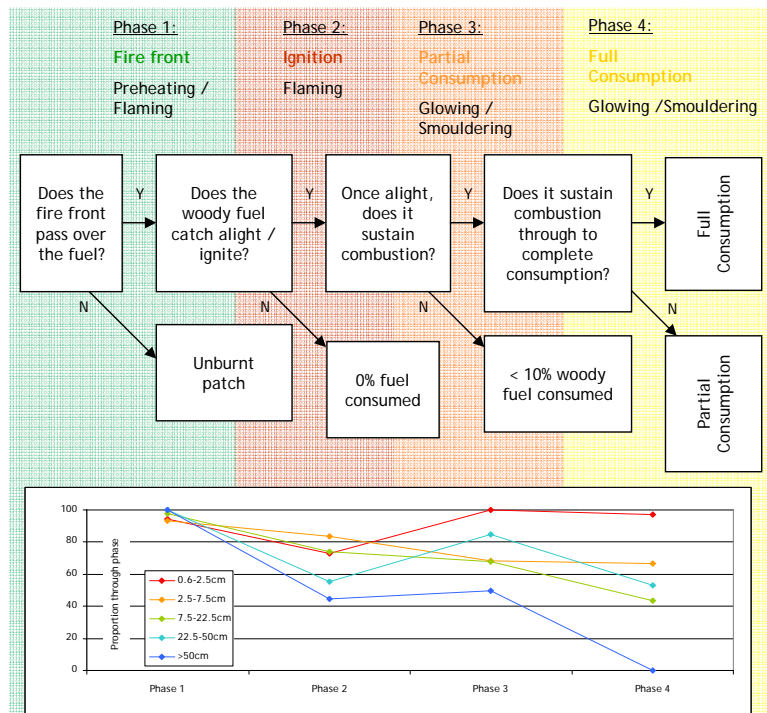 Phase 1:
Fire front
Preheating /
Flaming
Phase 2:
Ignition
Flaming
Phase 3:
Partial
Consumption
Glowing /
Smouldering
Phase 4:
Full
Consumption
Glowing /Smouldering
Does the
fire front
pass over
the fuel?
Y
Does the
woody fuel
catch alight /
ignite?
Y
Once alight,
does it
sustain
combustion?
Y
Does it sustain
combustion
through to
complete
consumption?
Y
Full
Consumption
N
N
N
N
Unburnt
patch
0% fuel
consumed
< 10% woody
fuel consumed
Partial
Consumption
Proportion through phase
100
80
60
40
20
0
0.6-2.5cm
2.5-7.5cm
7.5-22.5cm
22.5-50cm
>50cm
Phase 1
Phase 2
Phase 3
Phase 4